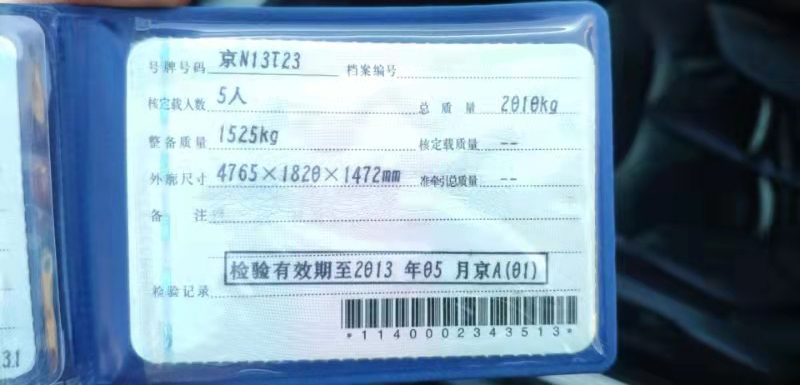 号牌号码 京N13T23 档案编号
核定载人数 5人 总质量 2010kg
整备质量 1525kg 核定载质量 --
外廓尺寸 4765×1820×1472mm 准牵引总质量 --
备注
检验有效期至2013 年05 月京A(01)
检验记录
*1140002343513*
3.1